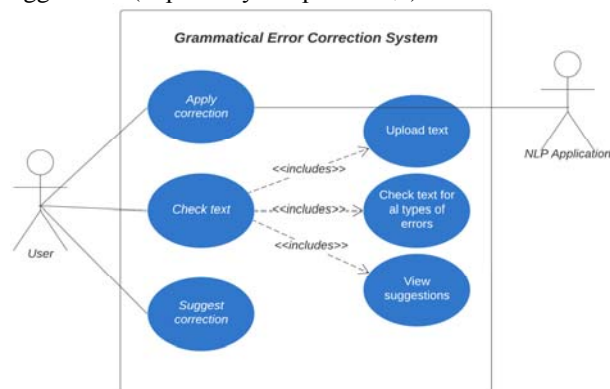 Grammatical Error Correction System
Apply
correction
Upload text
NLP Application
<<includes>>
Check text
<<includes>>
Check text for
al types of
errors
User
<<includes>>
View
suggestions
Suggest
correction